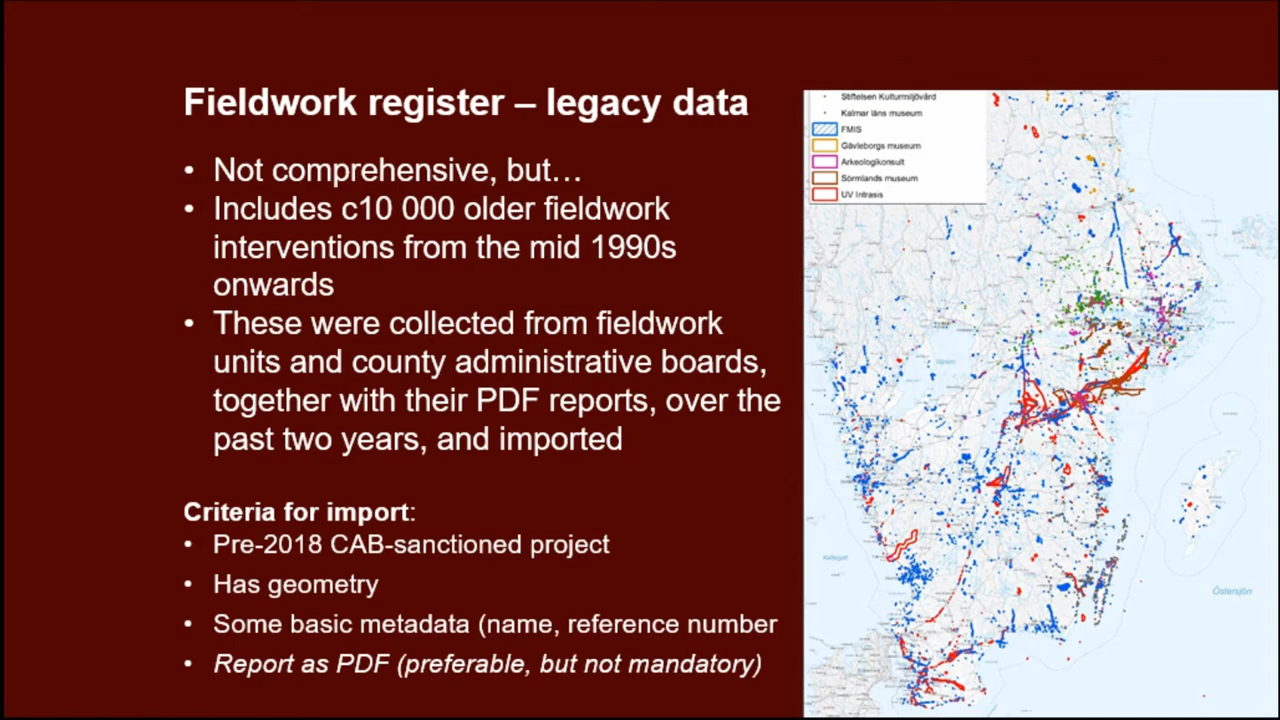 Fieldwork register – legacy data
• Not comprehensive, but…
• Includes c10 000 older fieldwork
interventions from the mid 1990s
onwards
• These were collected from fieldwork
units and county administrative boards,
together with their PDF reports, over the
past two years, and imported
Criteria for import:
• Pre-2018 CAB-sanctioned project
• Has geometry
• Some basic metadata (name, reference number
• Report as PDF (preferable, but not mandatory)
Stiftelsen Kulturmiljövård
Kalmar läns museum
FMIS
Gävleborgs museum
Arkeologikonsult
Sörmlands museum
UV Intrasis
Vänern
Kattegatt
Östersjön